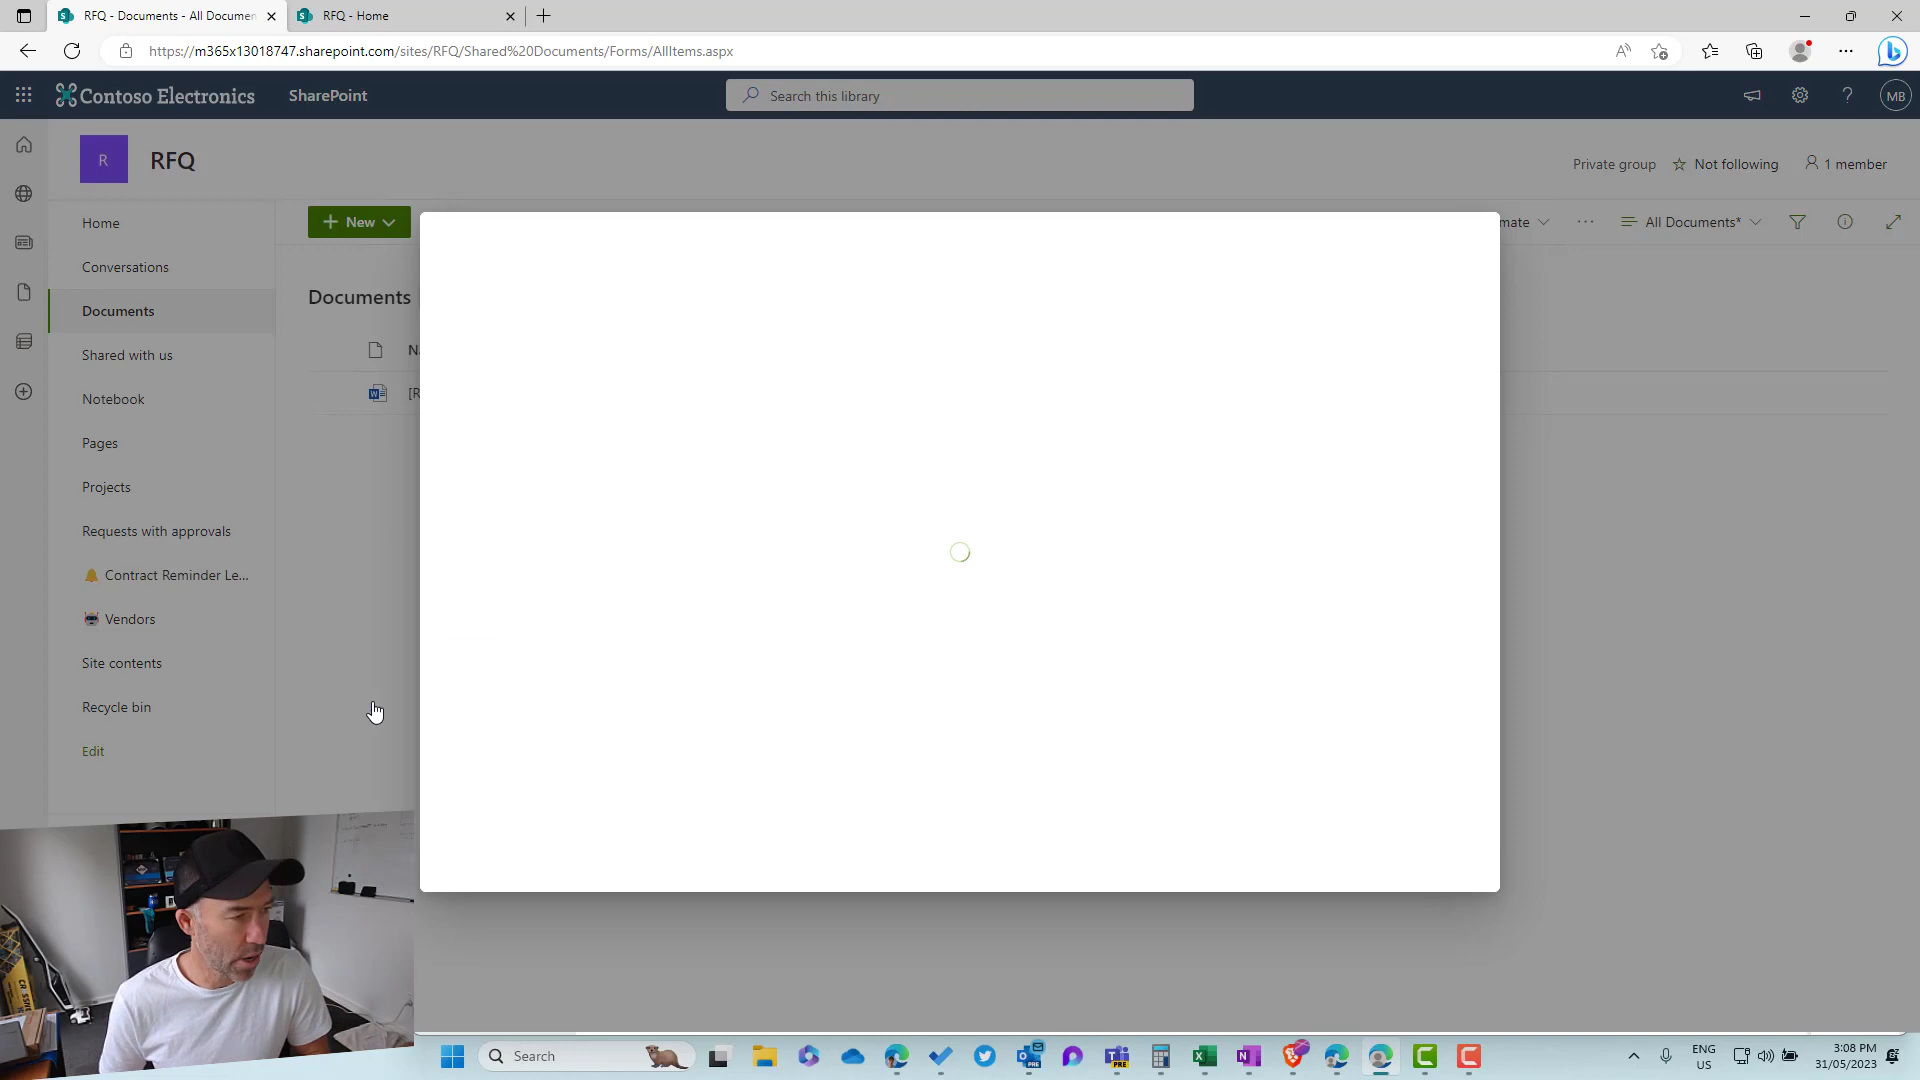 RFQ - Documents - All Documen
RFQ - Home
https://m365x13018747.sharepoint.com/sites/RFQ/Shared%20Documents/Forms/AllItems.aspx
Contoso Electronics
SharePoint
Search this library
MB
R
RFQ
Private group
Not following
1 member
Home
Conversations
Documents
Shared with us
Notebook
Pages
Projects
Requests with approvals
Contract Reminder Le...
Vendors
Site contents
Recycle bin
Edit
New
mate
All Documents*
Documents
N
[R
Search
PRE
PRE
ENG
US
3:08 PM
31/05/2023